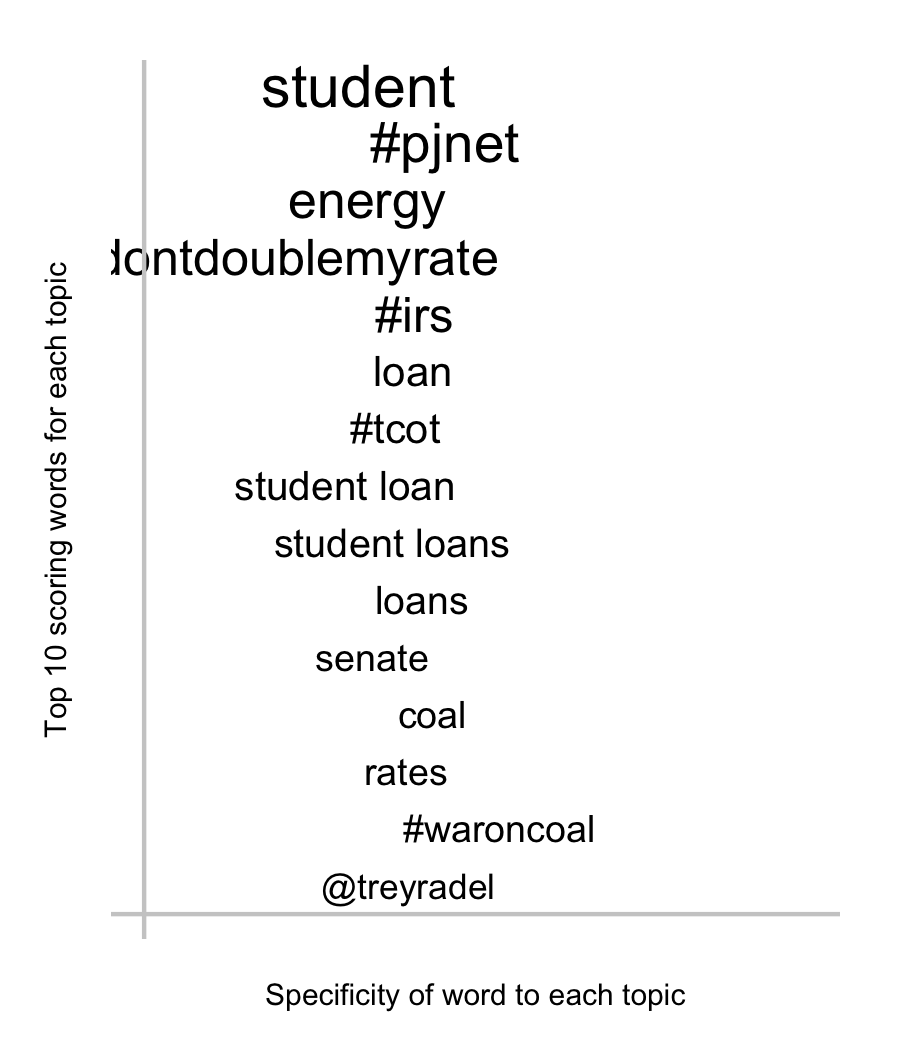 student
#pjnet
energy
dontdoublemyrate
#irs
loan
#tcot
student loan
student loans
loans
senate
coal
rates
#waroncoal
@treyradel
Top 10 scoring words for each topic
Specificity of word to each topic